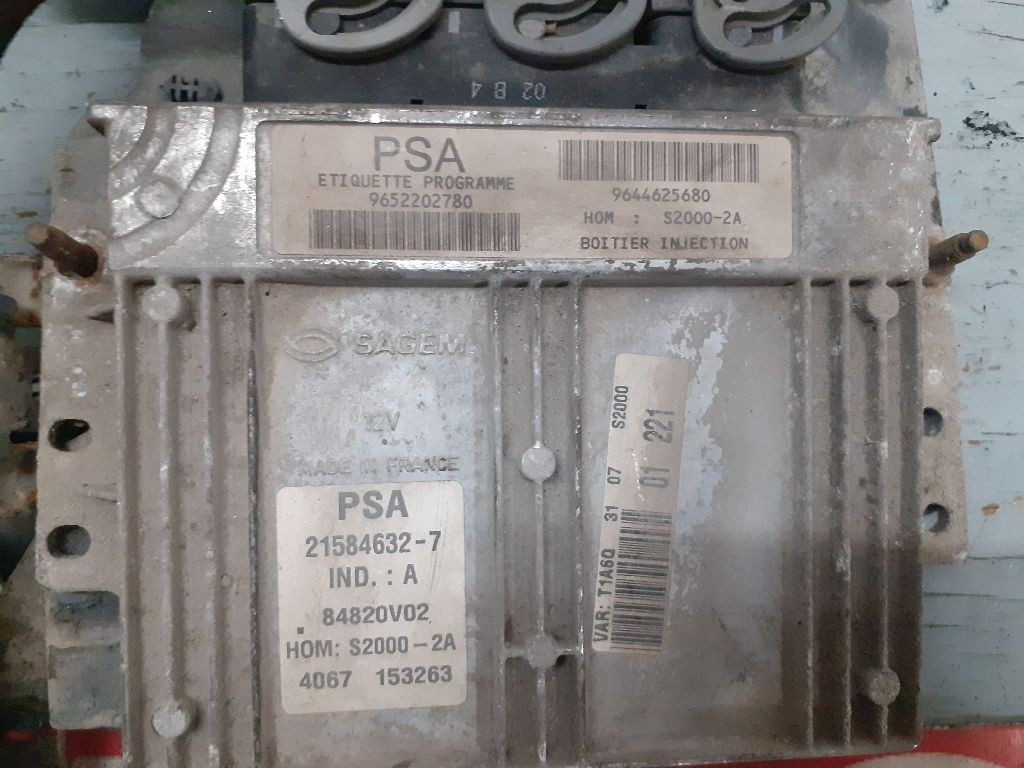 02 B 4
PSA
ETIQUETTE PROGRAMME
9652202780
9644625680
HOM : S2000-2A
BOITIER INJECTION
SAGEM
12V
MADE IN FRANCE
PSA
21584632-7
IND. : A
84820V02
HOM: S2000-2A
4067 153263
VAR: T1A6Q 31 07 S2000
01 221